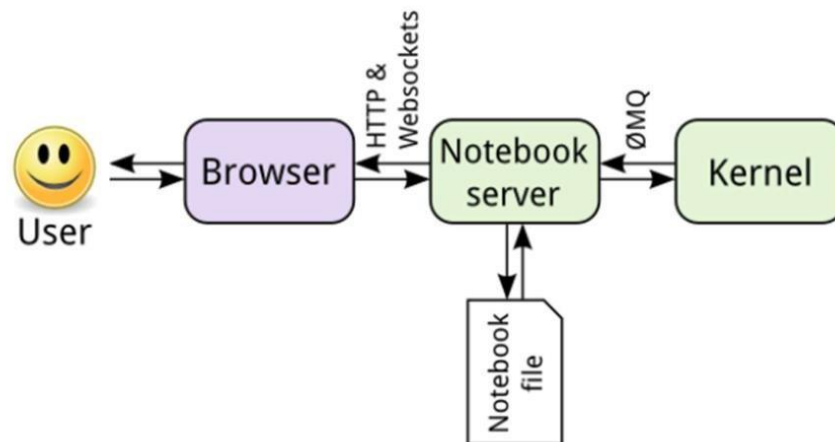 User
Browser
HTTP &
Websockets
Notebook
server
ØMQ
Kernel
Notebook
file